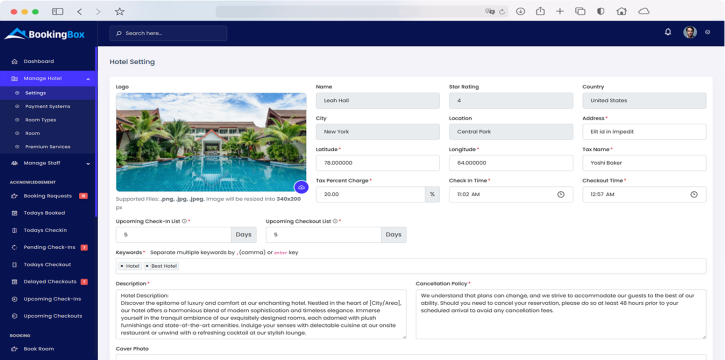 BookingBox
Search here...
Dashboard
Manage Hotel
Settings
Payment Systems
Room Types
Room
Premium Services
Manage Staff
ACKNOWLEDGEMENT
Booking Requests
Todays Booked
Todays Checkin
Pending Check-Ins
Todays Checkout
Delayed Checkouts
Upcoming Check-Ins
Upcoming Checkouts
BOOKING
Book Room
Hotel Setting
Logo
Supported Files: .png, .jpg, .jpeg. Image will be resized into 340x200
px
Name
Leah Hall
Star Rating
4
Country
United States
City
New York
Location
Central Park
Address*
Elit id in impedit
Latitude*
78.000000
Longitude*
64.000000
Tax Name*
Yoshi Baker
Tax Percent Charge*
20.00 %
Check In Time*
11:02 AM
Checkout Time*
12:57 AM
Upcoming Check-In List *
5 Days
Upcoming Checkout List *
5 Days
Keywords* Separate multiple keywords by , (comma) or enter key
× Hotel × Best Hotel
Description*
Hotel Description:
Discover the epitome of luxury and comfort at our enchanting hotel. Nestled in the heart of [City/Area],
our hotel offers a harmonious blend of modern sophistication and timeless elegance. Immerse
yourself in the tranquil ambiance of our exquisitely designed rooms, each adorned with plush
furnishings and state-of-the-art amenities. Indulge your senses with delectable cuisine at our onsite
restaurant or unwind with a refreshing cocktail at our stylish lounge.
Cancellation Policy*
We understand that plans can change, and we strive to accommodate our guests to the best of our
ability. Should you need to cancel your reservation, please do so at least 48 hours prior to your
scheduled arrival to avoid any cancellation fees.
Cover Photo